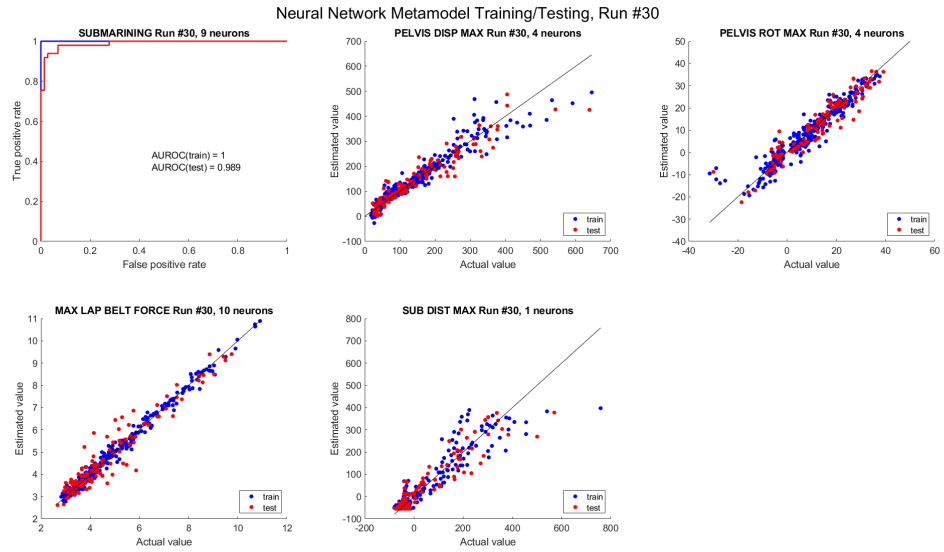 Neural Network Metamodel Training/Testing, Run #30
SUBMARINING Run #30, 9 neurons
True positive rate
1
0.8
0.6
0.4
0.2
0
AUROC(train) = 1
AUROC(test) = 0.989
0 0.2 0.4 0.6 0.8 1
False positive rate
PELVIS DISP MAX Run #30, 4 neurons
Estimated value
700
600
500
400
300
200
100
0
-100
train
test
0 100 200 300 400 500 600 700
Actual value
PELVIS ROT MAX Run #30, 4 neurons
Estimated value
50
40
30
20
10
0
-10
-20
-30
-40
train
test
-40 -20 0 20 40 60
Actual value
MAX LAP BELT FORCE Run #30, 10 neurons
Estimated value
11
10
9
8
7
6
5
4
3
2
train
test
2 4 6 8 10 12
Actual value
SUB DIST MAX Run #30, 1 neurons
Estimated value
800
700
600
500
400
300
200
100
0
-100
train
test
-200 0 200 400 600 800
Actual value